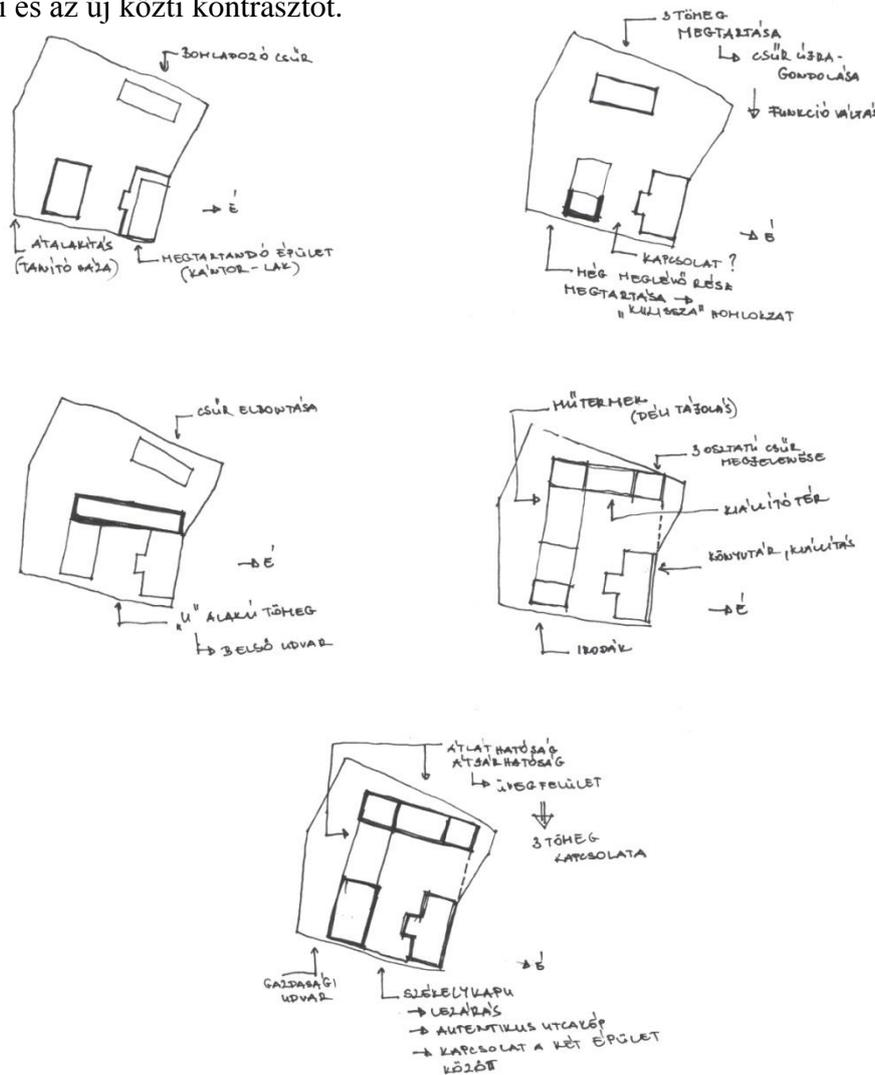 i és az új közti kontrasztot.
BOMLADOZÓ CSŰR
É
ÁTALAKÍTÁS
(TANÍTÓ HÁZA)
MEGTARTANDÓ ÉPÜLET
(KÁNTOR-LAK)
3 TÖMEG
MEGTARTÁSA
CSŰR ÚJRA-
GONDOLÁSA
FUNKCIÓ VÁLTÁS
É
KAPCSOLAT?
MÉG MEGLÉVŐ RÉSZ
MEGTARTÁSA
"KULISSZA" HOMLOKZAT
CSŰR ELBONTÁSA
É
"U" ALAKÚ TÖMEG
BELSŐ UDVAR
MŰTERMEK
(DÉLI TÁJOLÁS)
3 OSZTATÚ CSŰR
MEGJELENÉSE
KIÁLLÍTÓ TÉR
KÖNYVTÁR, KIÁLLÍTÁS
É
IRODÁK
ÁTLÁTHATÓSÁG
ÁTJÁRHATÓSÁG
ÜVEGFELÜLET
3 TÖMEG
KAPCSOLATA
É
GAZDASÁGI
UDVAR
SZÉKELYKAPU
LEZÁRÁS
AUTENTIKUS UTCAKÉP
KAPCSOLAT A KÉT ÉPÜLET
KÖZÖTT